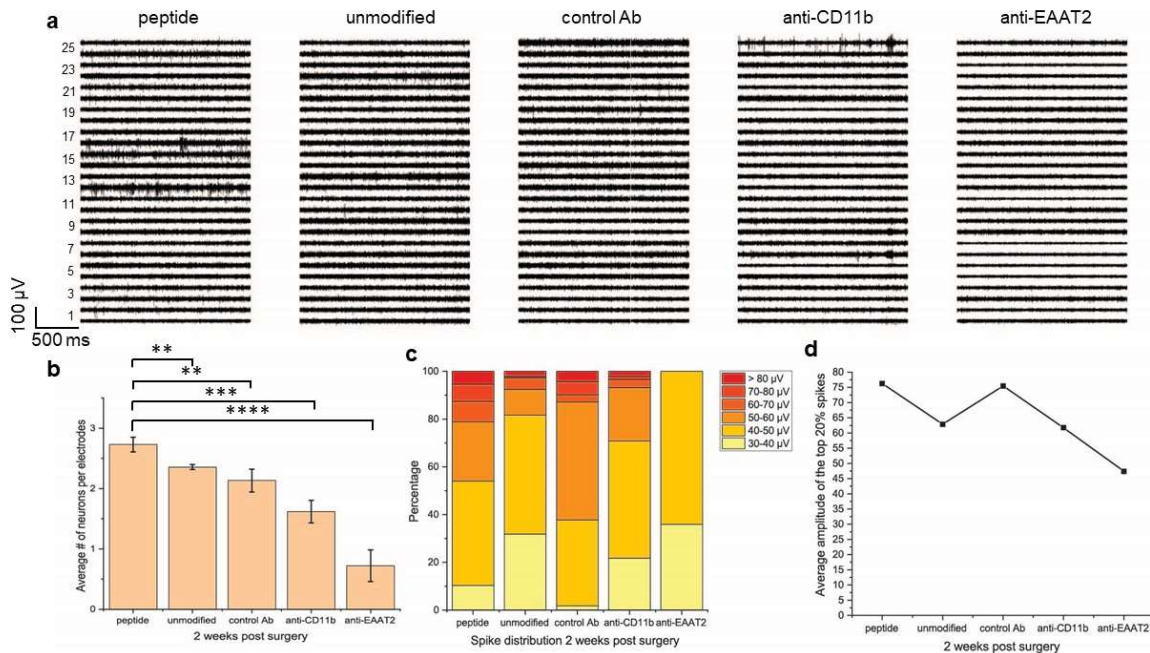 a
peptide unmodified control Ab anti-CD11b anti-EAAT2
25
23
21
19
17
15
13
11
9
7
5
3
1
100 µV
500 ms
b
**
**
***
****
Average # of neurons per electrodes
3
2
1
0
peptide unmodified control Ab anti-CD11b anti-EAAT2
2 weeks post surgery
c
Percentage
100
80
60
40
20
0
peptide unmodified control Ab anti-CD11b anti-EAAT2
Spike distribution 2 weeks post surgery
> 80 µV
70-80 µV
60-70 µV
50-60 µV
40-50 µV
30-40 µV
d
Average amplitude of the top 20% spikes
80
75
70
65
60
55
50
45
40
35
30
25
20
15
10
5
0
peptide unmodified control Ab anti-CD11b anti-EAAT2
2 weeks post surgery